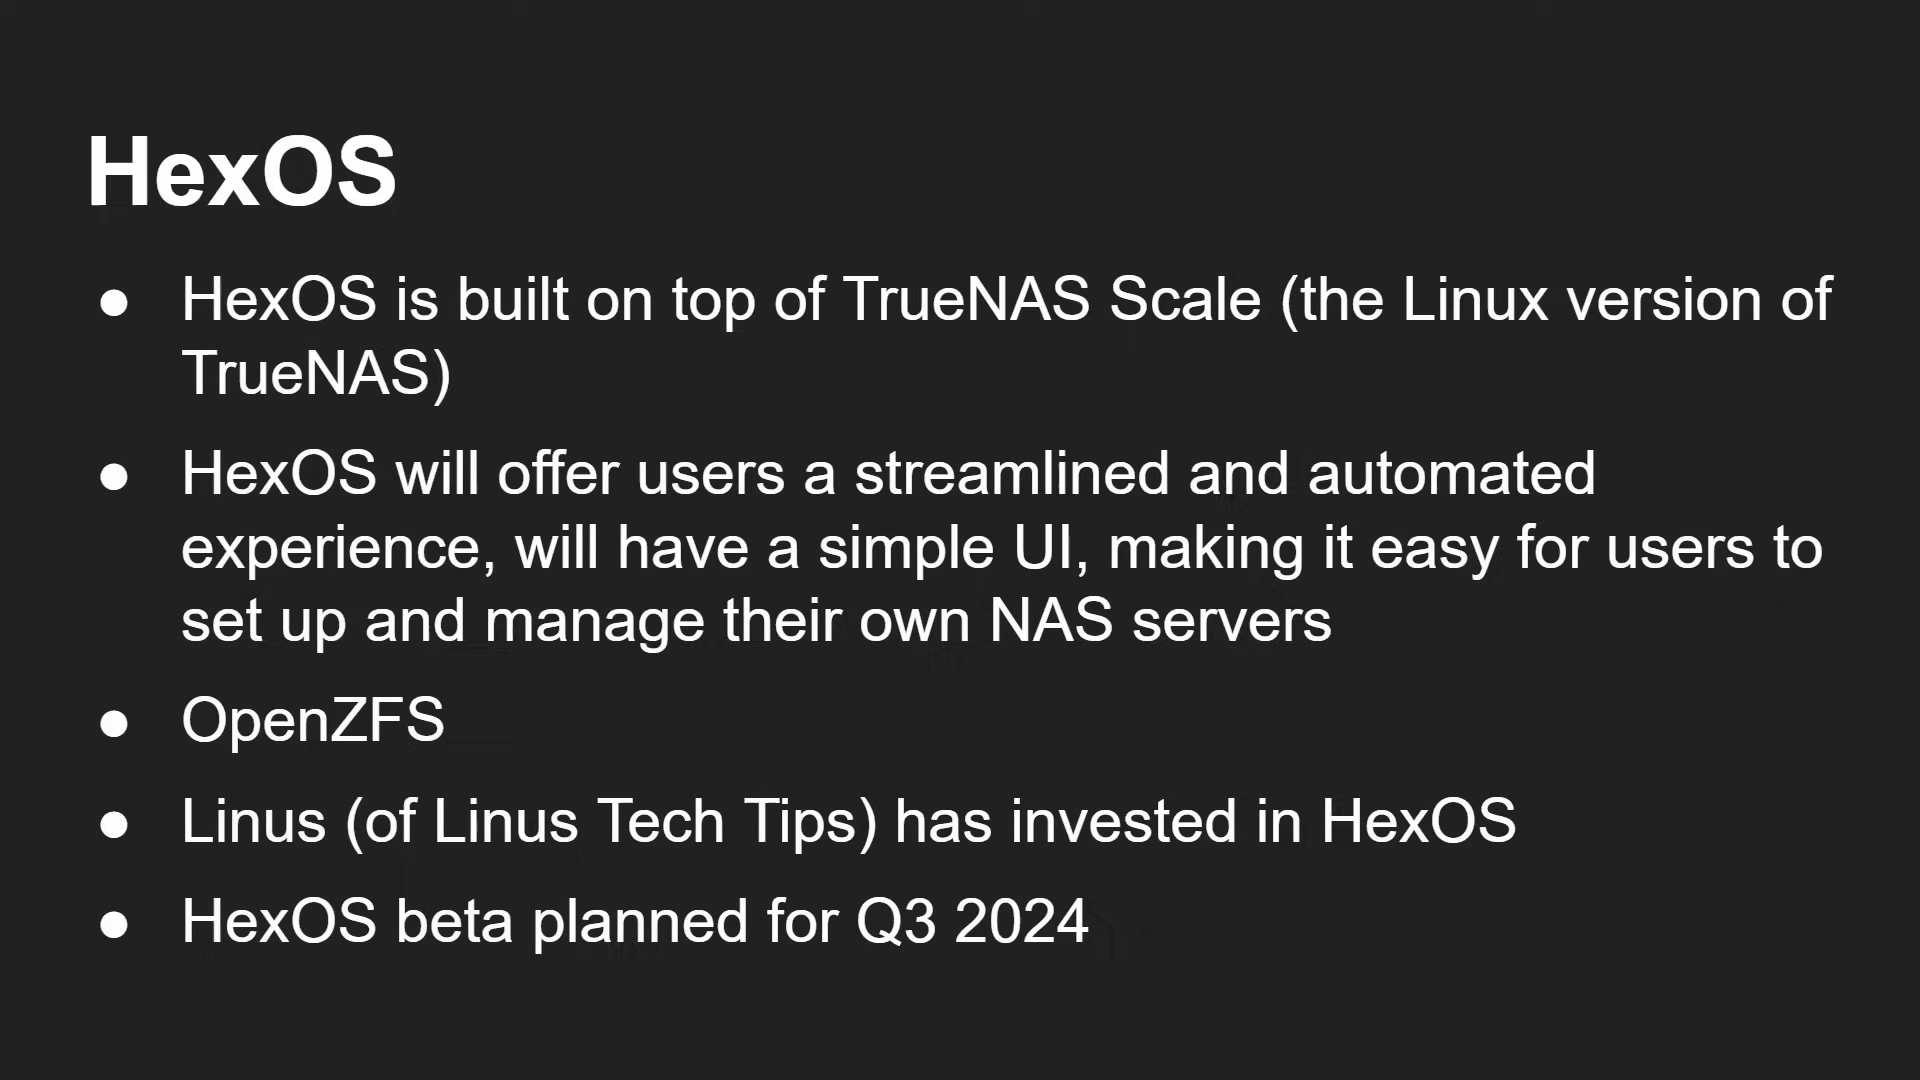 HexOS
● HexOS is built on top of TrueNAS Scale (the Linux version of
TrueNAS)
● HexOS will offer users a streamlined and automated
experience, will have a simple UI, making it easy for users to
set up and manage their own NAS servers
● OpenZFS
● Linus (of Linus Tech Tips) has invested in HexOS
● HexOS beta planned for Q3 2024